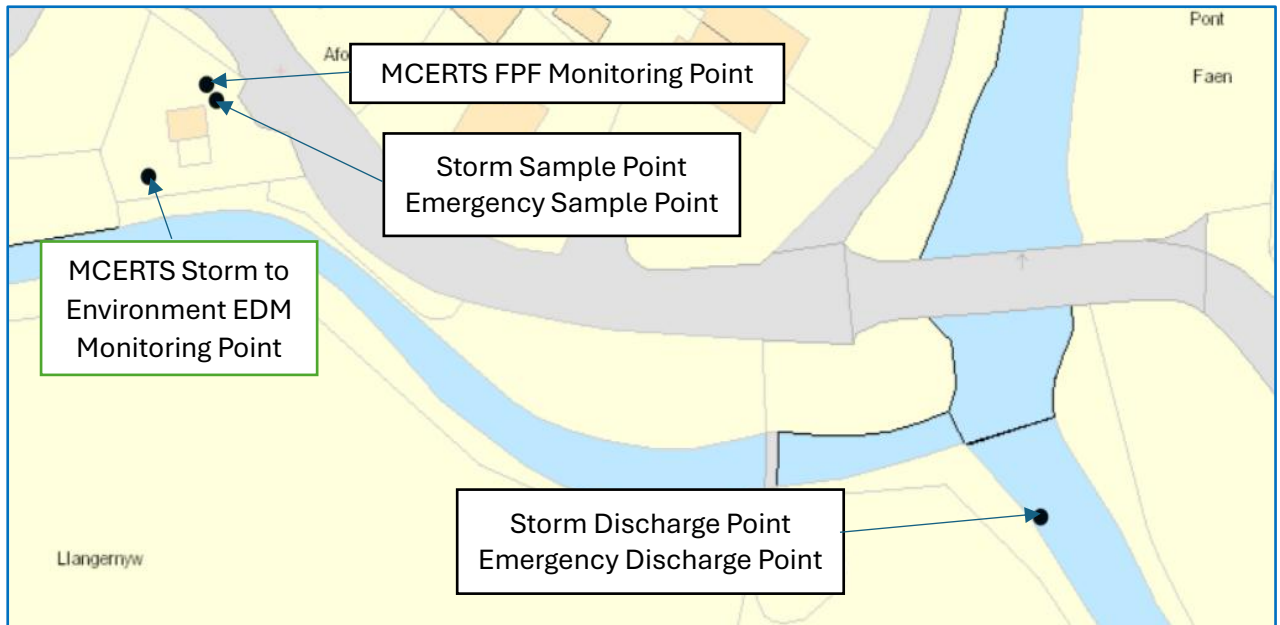 Pont
Faen
Afo
MCERTS FPF Monitoring Point
Storm Sample Point
Emergency Sample Point
MCERTS Storm to
Environment EDM
Monitoring Point
Storm Discharge Point
Emergency Discharge Point
Llangernyw